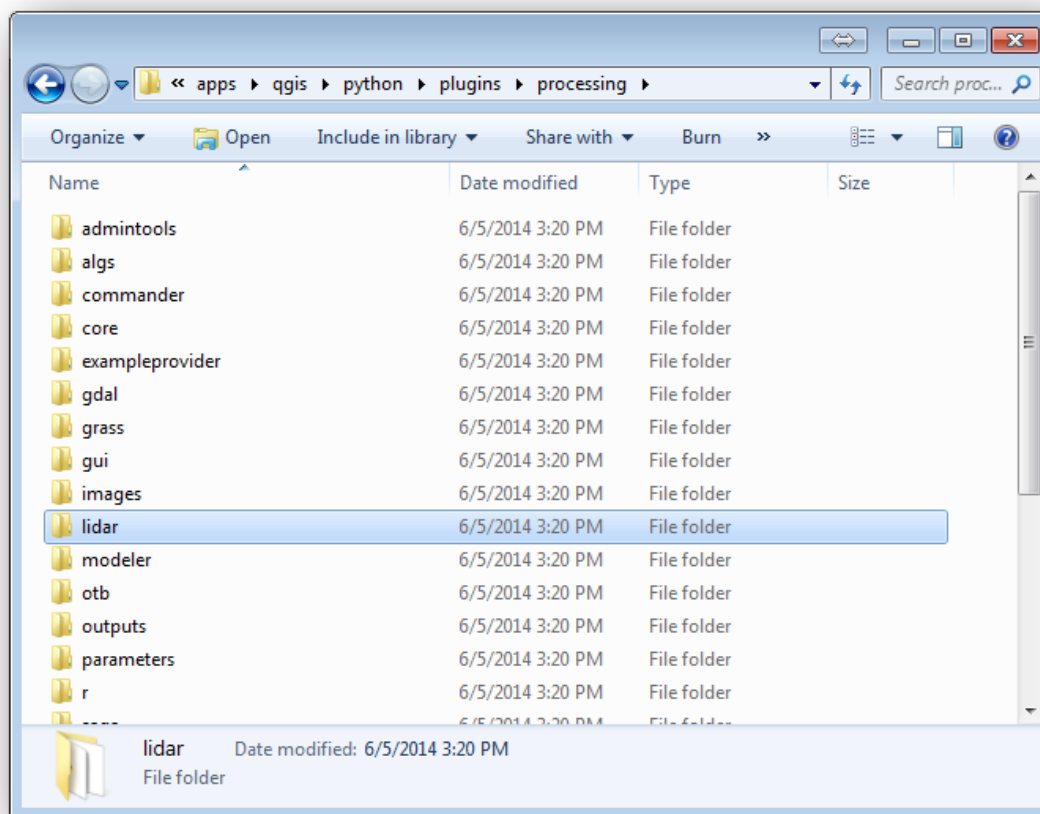 « apps ▸ qgis ▸ python ▸ plugins ▸ processing ▸ Search proc...
Organize Open Include in library Share with Burn »
Name Date modified Type Size
admintools 6/5/2014 3:20 PM File folder
algs 6/5/2014 3:20 PM File folder
commander 6/5/2014 3:20 PM File folder
core 6/5/2014 3:20 PM File folder
exampleprovider 6/5/2014 3:20 PM File folder
gdal 6/5/2014 3:20 PM File folder
grass 6/5/2014 3:20 PM File folder
gui 6/5/2014 3:20 PM File folder
images 6/5/2014 3:20 PM File folder
lidar 6/5/2014 3:20 PM File folder
modeler 6/5/2014 3:20 PM File folder
otb 6/5/2014 3:20 PM File folder
outputs 6/5/2014 3:20 PM File folder
parameters 6/5/2014 3:20 PM File folder
r 6/5/2014 3:20 PM File folder
lidar Date modified: 6/5/2014 3:20 PM
File folder